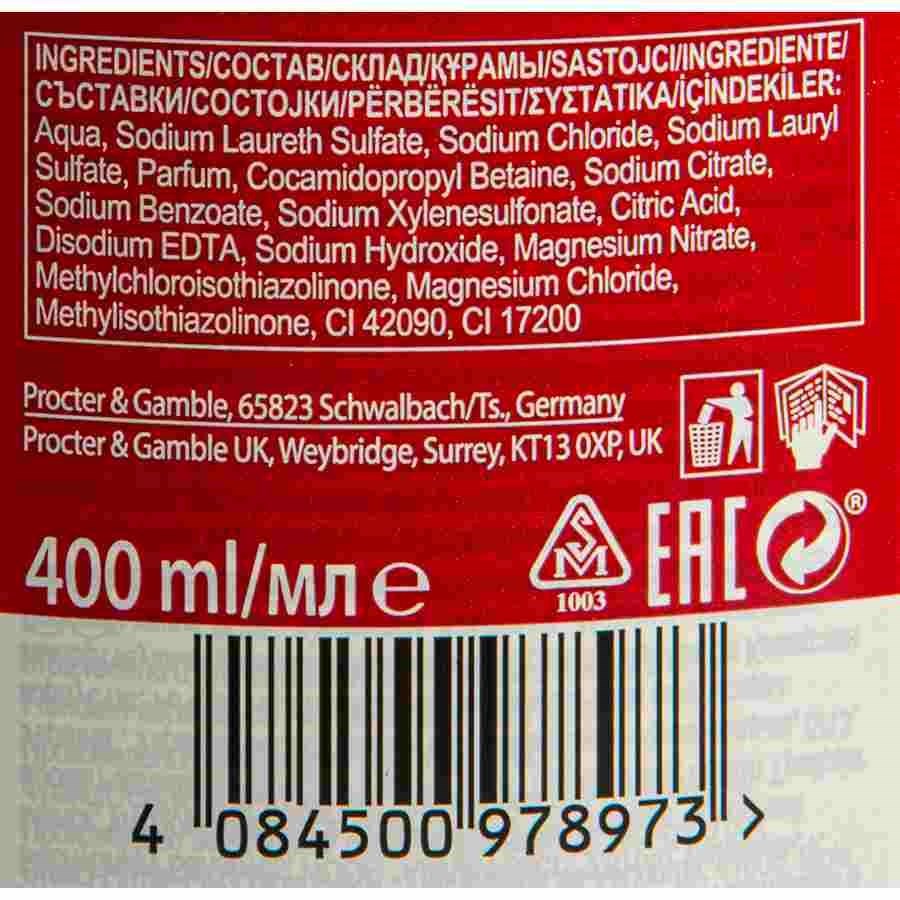 INGREDIENTS/СОСТАВ/СКЛАД/ҚҰРАМЫ/SASTOJCI/INGREDIENTE/
СЪСТАВКИ/СОСТОЈКИ/PËRBËRËSIT/ΣΥΣΤΑΤΙΚΑ/İÇİNDEKİLER:
Aqua, Sodium Laureth Sulfate, Sodium Chloride, Sodium Lauryl
Sulfate, Parfum, Cocamidopropyl Betaine, Sodium Citrate,
Sodium Benzoate, Sodium Xylenesulfonate, Citric Acid,
Disodium EDTA, Sodium Hydroxide, Magnesium Nitrate,
Methylchloroisothiazolinone, Magnesium Chloride,
Methylisothiazolinone, CI 42090, CI 17200
Procter & Gamble, 65823 Schwalbach/Ts., Germany
Procter & Gamble UK, Weybridge, Surrey, KT13 0XP, UK
400 ml/мл e
SM
1003
EAC
®
4 084500 978973 >